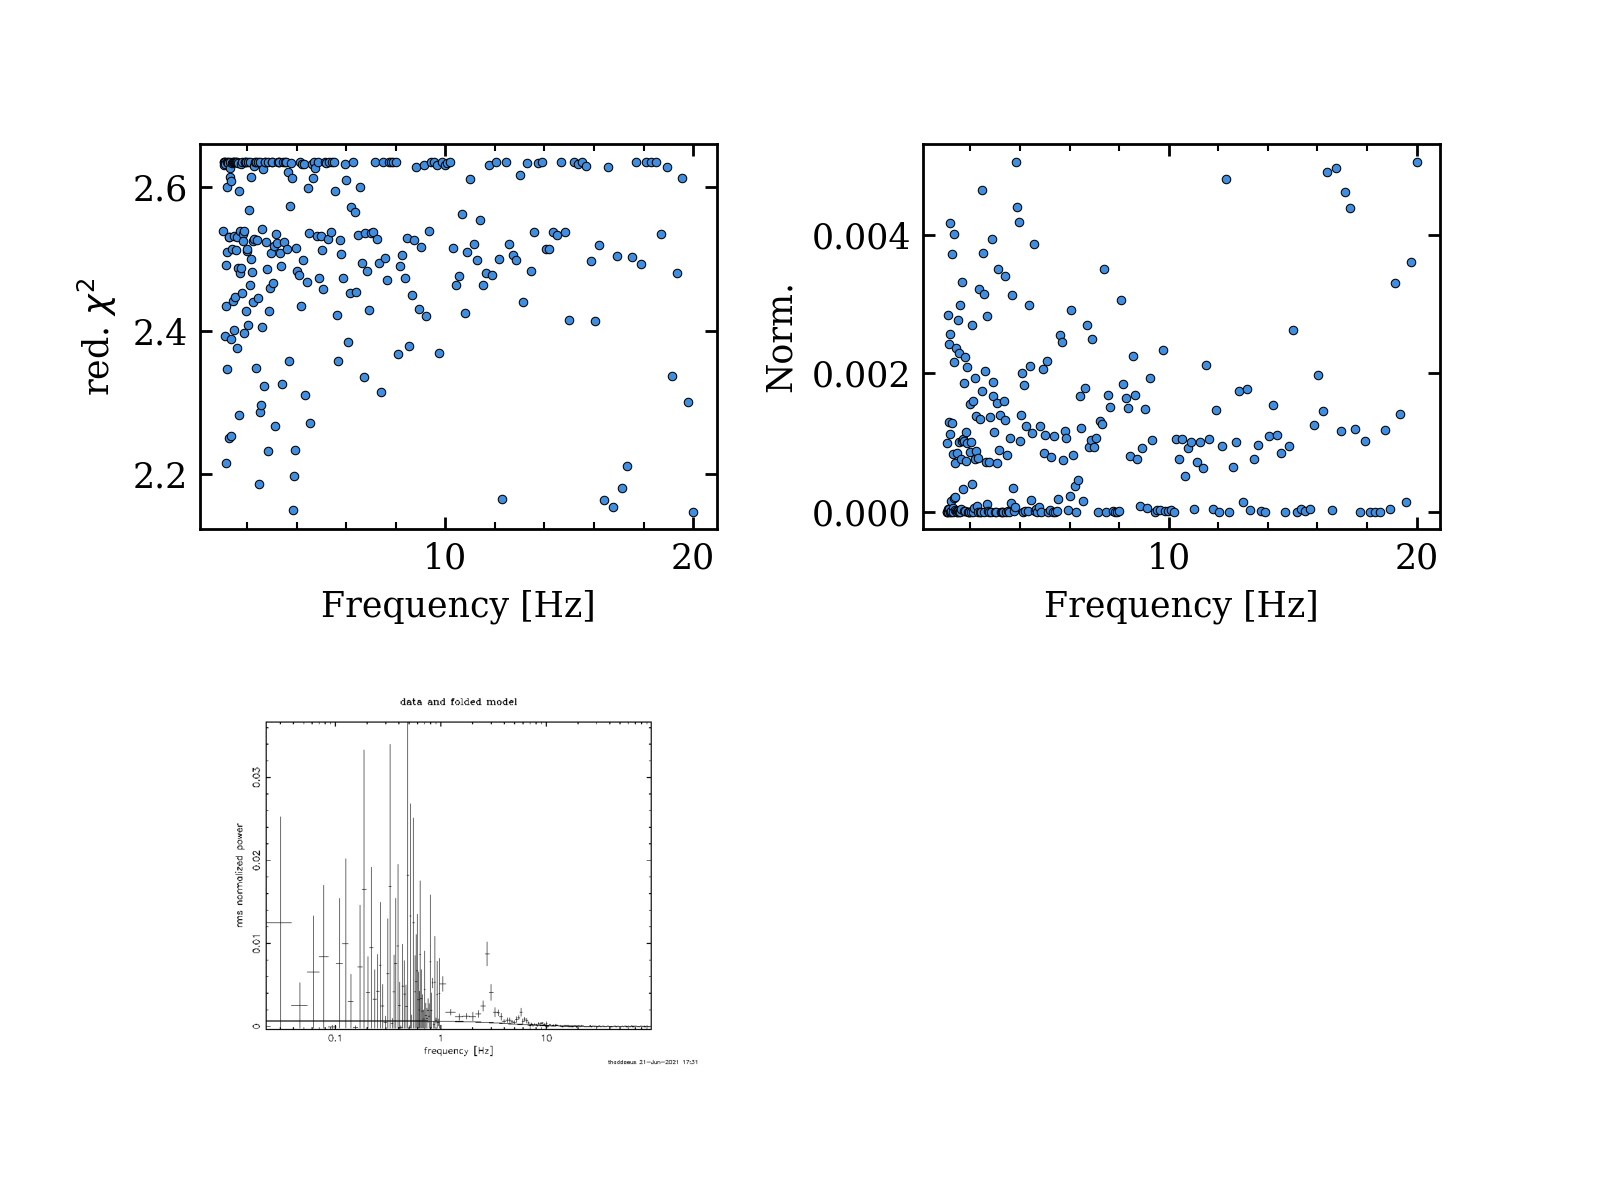 2.6
2.4
2.2
red. χ²
10 20
Frequency [Hz]
0.004
0.002
0.000
Norm.
10 20
Frequency [Hz]
data and folded model
0.03
0.02
0.01
0
rms normalized power
0.1 1 10
frequency [Hz]
thaddaeus 21-Jun-2021 17:31